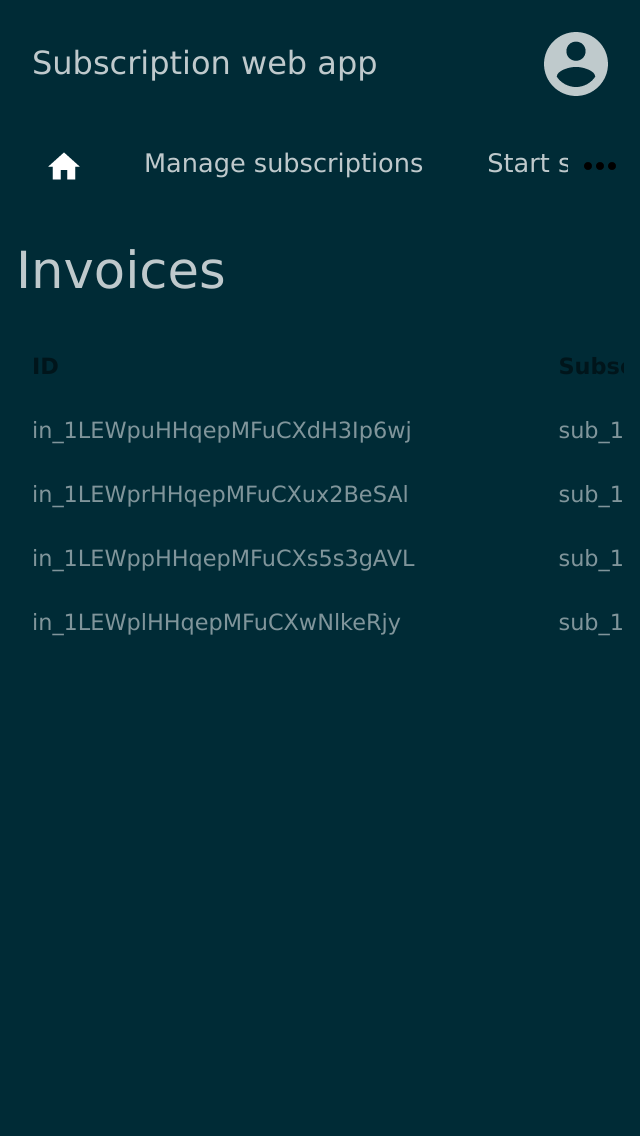 Subscription web app
Manage subscriptions Start s
Invoices
ID Subs
in_1LEWpuHHqepMFuCXdH3Ip6wj sub_1
in_1LEWprHHqepMFuCXux2BeSAl sub_1
in_1LEWppHHqepMFuCXs5s3gAVL sub_1
in_1LEWplHHqepMFuCXwNlkeRjy sub_1